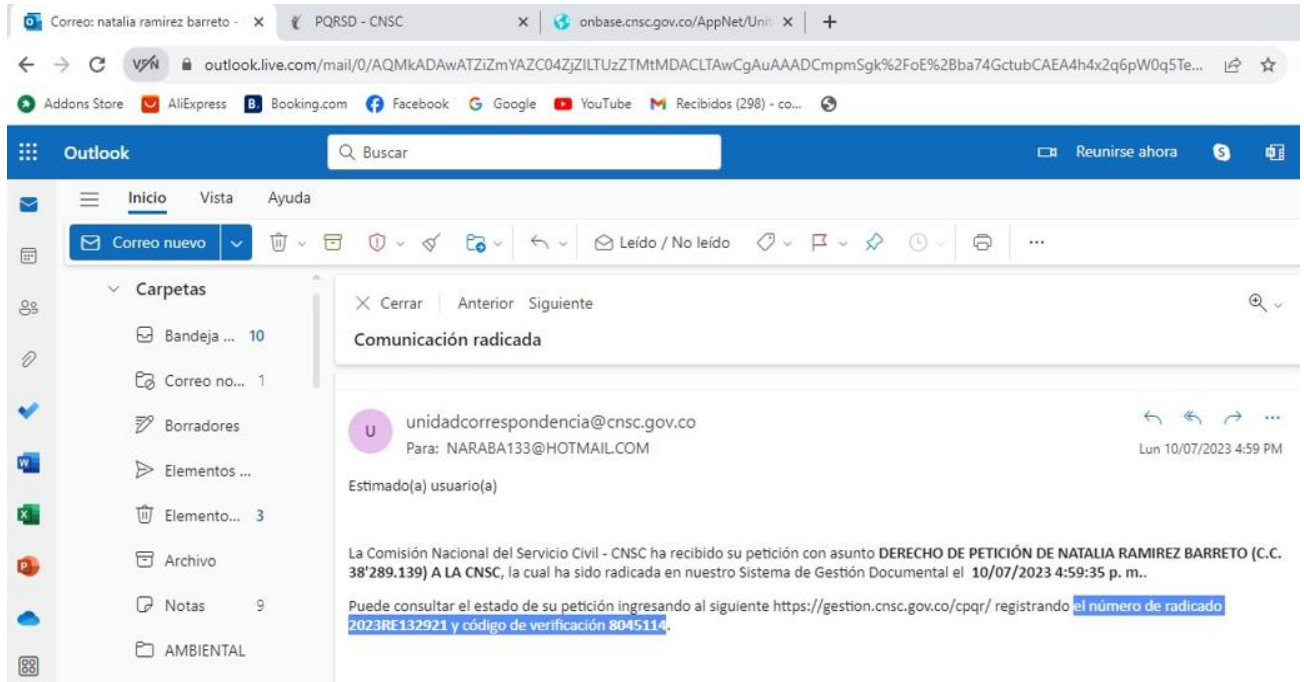 Correo: natalia ramirez barreto -
PQRSD - CNSC
onbase.cnsc.gov.co/AppNet/Unit
VPN
outlook.live.com/mail/0/AQMkADAwATZiZmYAZC04ZjZILTUzZTMtMDACLTAwCgAuAAADCmpmSgk%2FoE%2Bba74GctubCAEA4h4x2q6pW0q5Te...
Addons Store AliExpress B. Booking.com Facebook G Google YouTube M Recibidos (298) - co...
Outlook
Buscar
Reunirse ahora
Inicio Vista Ayuda
Correo nuevo
Leído / No leído
Carpetas
Bandeja ... 10
Correo no... 1
Borradores
Elementos ...
Elemento... 3
Archivo
Notas 9
AMBIENTAL
Cerrar Anterior Siguiente
Comunicación radicada
U
unidadcorrespondencia@cnsc.gov.co
Para: NARABA133@HOTMAIL.COM
Lun 10/07/2023 4:59 PM
Estimado(a) usuario(a)
La Comisión Nacional del Servicio Civil - CNSC ha recibido su petición con asunto DERECHO DE PETICIÓN DE NATALIA RAMIREZ BARRETO (C.C.
38'289.139) A LA CNSC, la cual ha sido radicada en nuestro Sistema de Gestión Documental el 10/07/2023 4:59:35 p. m..
Puede consultar el estado de su petición ingresando al siguiente https://gestion.cnsc.gov.co/cpqr/ registrando el número de radicado
2023RE132921 y código de verificación 8045114.